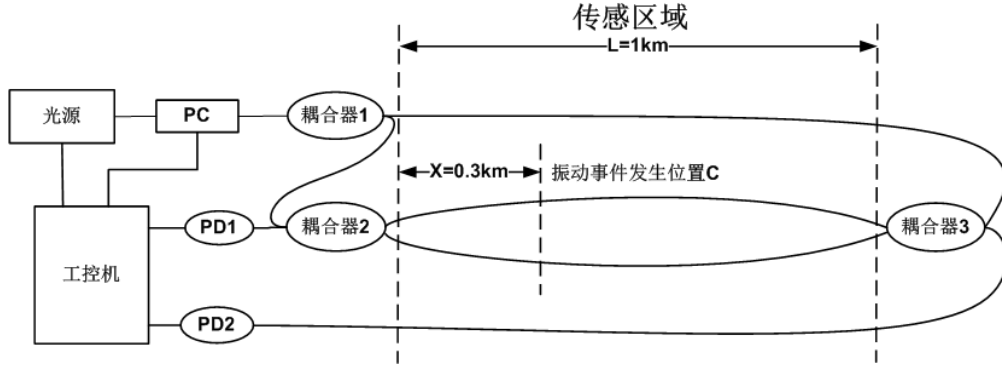 传感区域
L=1km
光源
PC
耦合器1
X=0.3km
振动事件发生位置C
PD1
耦合器2
耦合器3
工控机
PD2